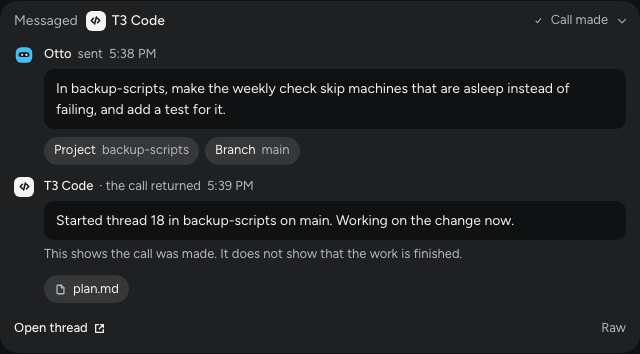 Messaged T3 Code Call made
Otto sent 5:38 PM
In backup-scripts, make the weekly check skip machines that are asleep instead of
failing, and add a test for it.
Project backup-scripts Branch main
T3 Code · the call returned 5:39 PM
Started thread 18 in backup-scripts on main. Working on the change now.
This shows the call was made. It does not show that the work is finished.
plan.md
Open thread Raw